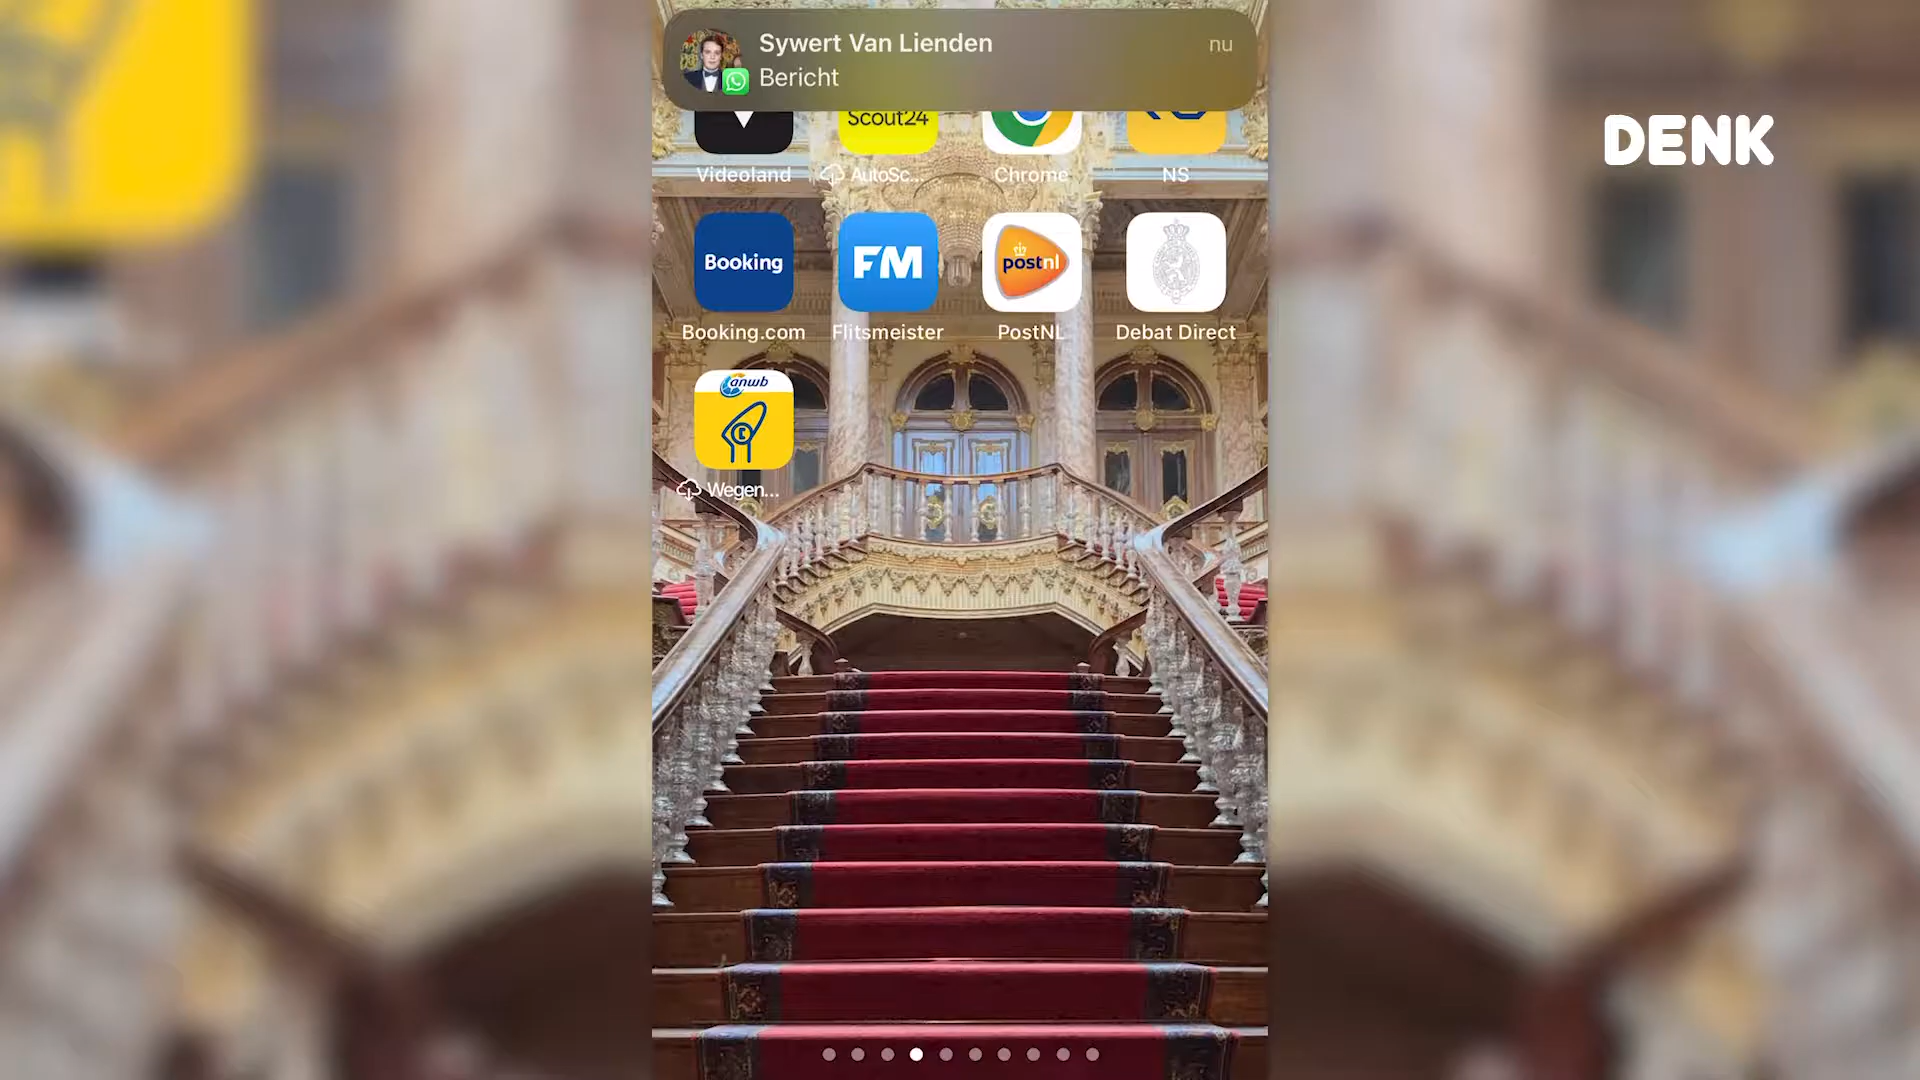 Sywert Van Lienden
nu
Bericht
Scout24
Videoland
AutoSc...
Chrome
NS
DENK
Booking
FM
postnl
Booking.com
Flitsmeister
PostNL
Debat Direct
anwb
Wegen...